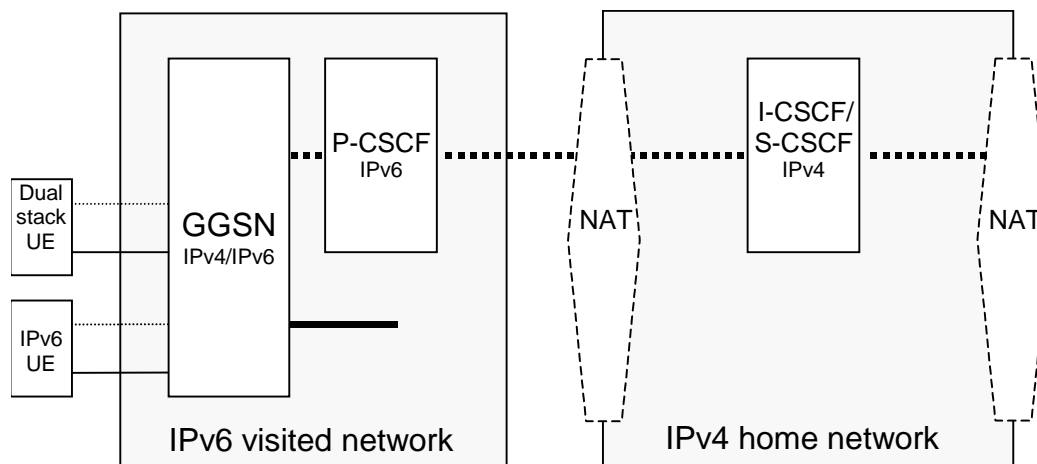 P-CSCF
IPv6
I-CSCF/
S-CSCF
IPv4
Dual
stack
UE
GGSN
IPv4/IPv6
NAT
NAT
IPv6
UE
IPv6 visited network
IPv4 home network